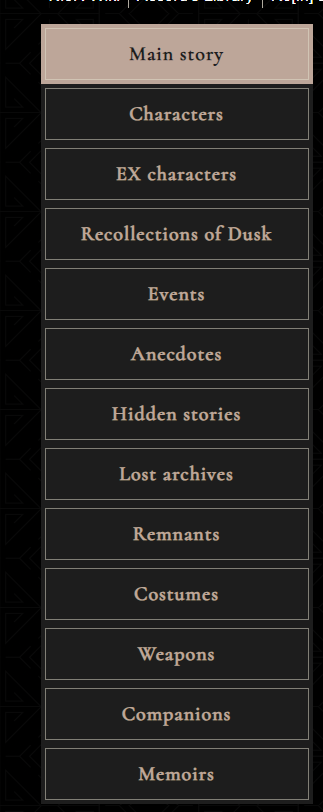 Main story
Characters
EX characters
Recollections of Dusk
Events
Anecdotes
Hidden stories
Lost archives
Remnants
Costumes
Weapons
Companions
Memoirs